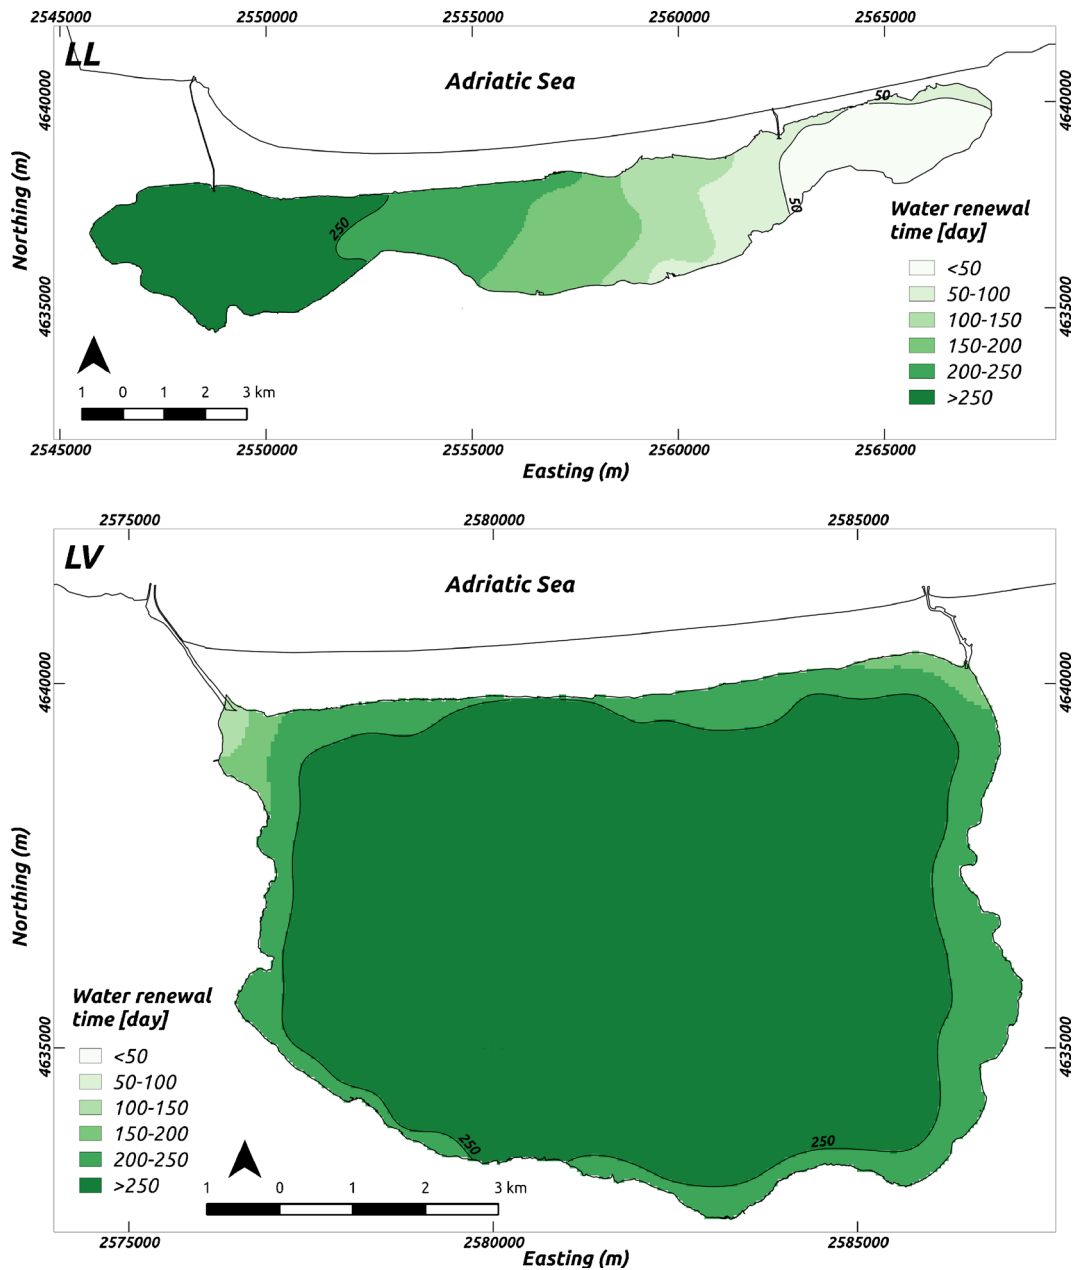 2545000 2550000 2555000 2560000 2565000
LL
Adriatic Sea
4640000
4640000
50
250
50
Northing (m)
Water renewal
time [day]
<50
50-100
100-150
150-200
200-250
>250
4635000
4635000
1 0 1 2 3 km
2545000 2550000 2555000 2560000 2565000
Easting (m)
2575000 2580000 2585000
LV
Adriatic Sea
4640000
4640000
Northing (m)
Water renewal
time [day]
<50
50-100
100-150
150-200
200-250
>250
4635000
4635000
250
250
1 0 1 2 3 km
2575000 2580000 2585000
Easting (m)